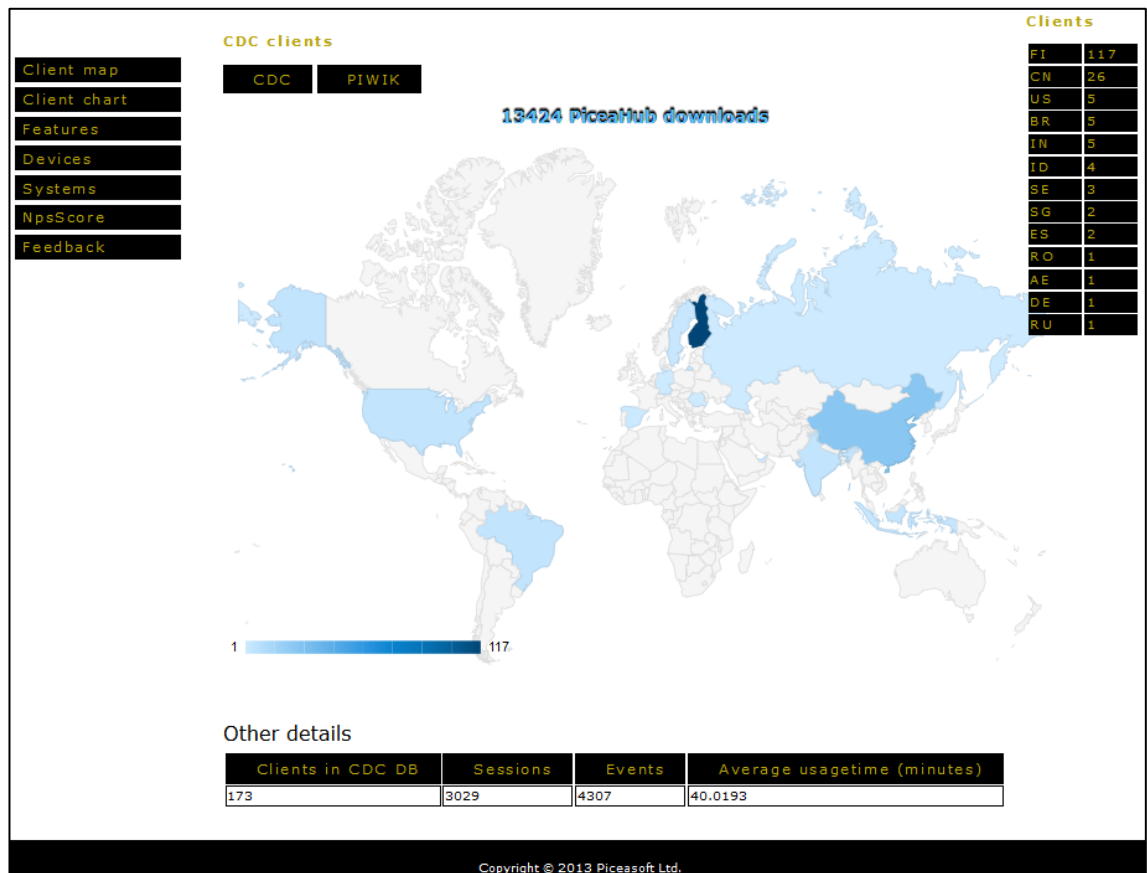 Clients
CDC clients
Client map
Client chart
Features
Devices
Systems
NpsScore
Feedback
CDC PIWIK
13424 PiceaHub downloads
FI 117
CN 26
US 5
BR 5
IN 5
ID 4
SE 3
SG 2
ES 2
RO 1
AE 1
DE 1
RU 1
1 117
Other details
Clients in CDC DB Sessions Events Average usagetime (minutes)
173 3029 4307 40.0193
Copyright © 2013 Piceasoft Ltd.